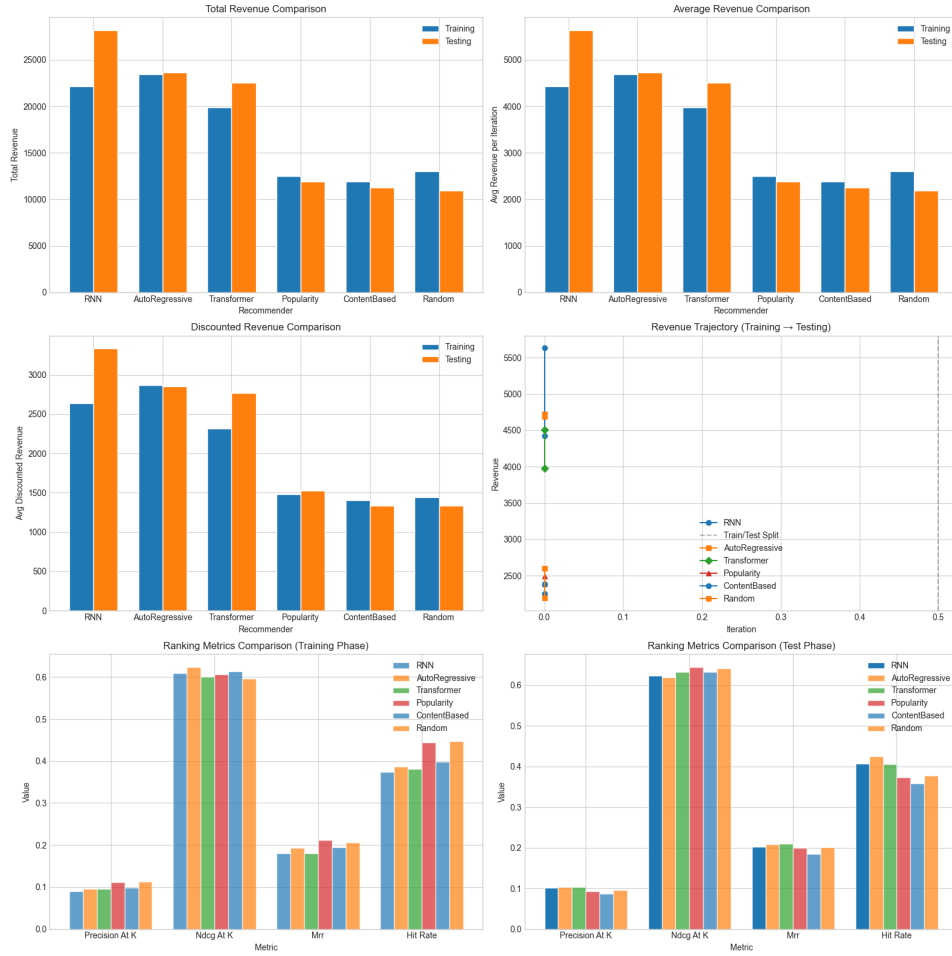 Total Revenue Comparison
Training
Testing
Total Revenue
25000
20000
15000
10000
5000
0
RNN AutoRegressive Transformer Popularity ContentBased Random
Recommender
Average Revenue Comparison
Training
Testing
Avg Revenue per Iteration
5000
4000
3000
2000
1000
0
RNN AutoRegressive Transformer Popularity ContentBased Random
Recommender
Discounted Revenue Comparison
Training
Testing
Avg Discounted Revenue
3000
2500
2000
1500
1000
500
0
RNN AutoRegressive Transformer Popularity ContentBased Random
Recommender
Revenue Trajectory (Training → Testing)
Revenue
5500
5000
4500
4000
3500
3000
2500
RNN
Train/Test Split
AutoRegressive
Transformer
Popularity
ContentBased
Random
0.0 0.1 0.2 0.3 0.4 0.5
Iteration
Ranking Metrics Comparison (Training Phase)
RNN
AutoRegressive
Transformer
Popularity
ContentBased
Random
Value
0.6
0.5
0.4
0.3
0.2
0.1
0.0
Precision At K Ndcg At K Mrr Hit Rate
Metric
Ranking Metrics Comparison (Test Phase)
RNN
AutoRegressive
Transformer
Popularity
ContentBased
Random
Value
0.6
0.5
0.4
0.3
0.2
0.1
0.0
Precision At K Ndcg At K Mrr Hit Rate
Metric